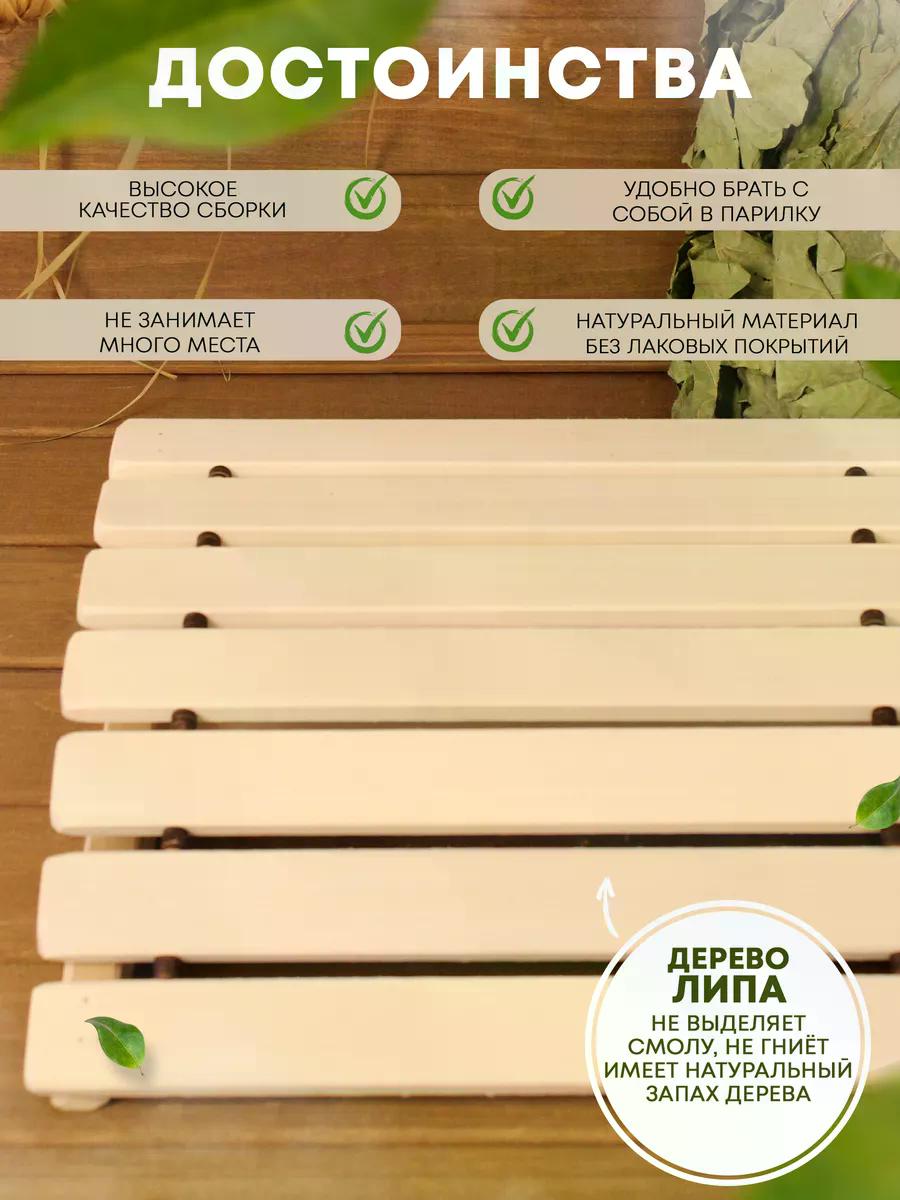 ДОСТОИНСТВА
ВЫСОКОЕ
КАЧЕСТВО СБОРКИ
УДОБНО БРАТЬ С
СОБОЙ В ПАРИЛКУ
НЕ ЗАНИМАЕТ
МНОГО МЕСТА
НАТУРАЛЬНЫЙ МАТЕРИАЛ
БЕЗ ЛАКОВЫХ ПОКРЫТИЙ
ДЕРЕВО
ЛИПА
НЕ ВЫДЕЛЯЕТ
СМОЛУ, НЕ ГНИЁТ
ИМЕЕТ НАТУРАЛЬНЫЙ
ЗАПАХ ДЕРЕВА